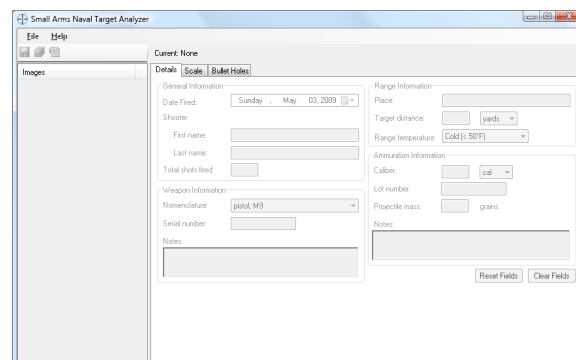 Small Arms Naval Target Analyzer
File Help
Current: None
Images
Details Scale Bullet Holes
General Information
Date Fired: Sunday , May 03, 2009
Shooter
First name:
Last name:
Total shots fired:
Weapon Information
Nomenclature: pistol, M9
Serial number:
Notes:
Range Information
Place:
Target distance: yards
Range temperature: Cold (< 50°F)
Ammunition Information
Caliber: cal
Lot number:
Projectile mass: grains
Notes:
Reset Fields Clear Fields